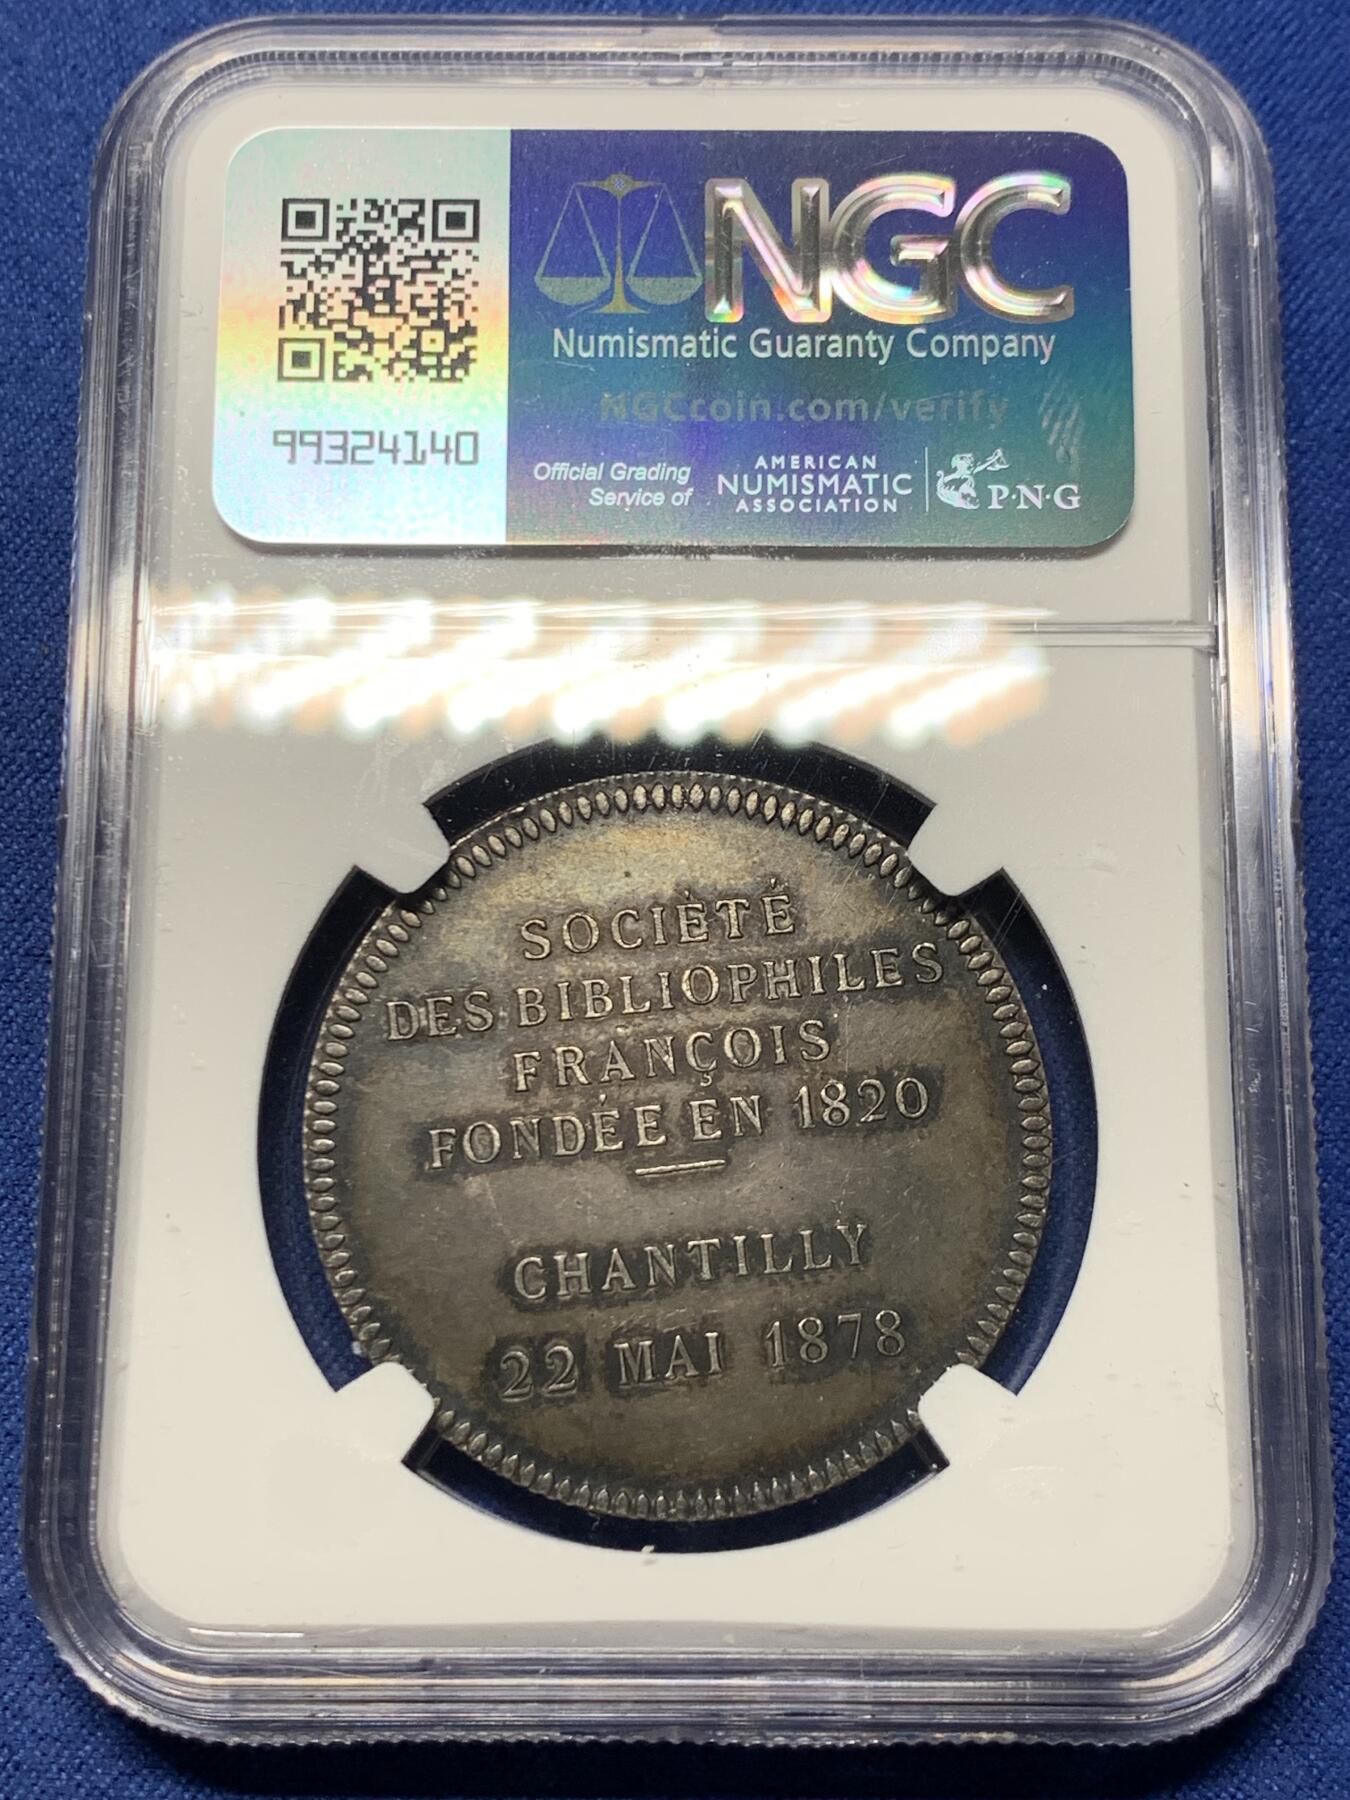 NGC
Numismatic Guaranty Company
NGCcoin.com/verify
99324140
Official Grading
Service of
AMERICAN
NUMISMATIC
ASSOCIATION
P·N·G
SOCIÉTÉ
DES BIBLIOPHILES
FRANÇOIS
FONDÉE EN 1820
CHANTILLY
22 MAI 1878